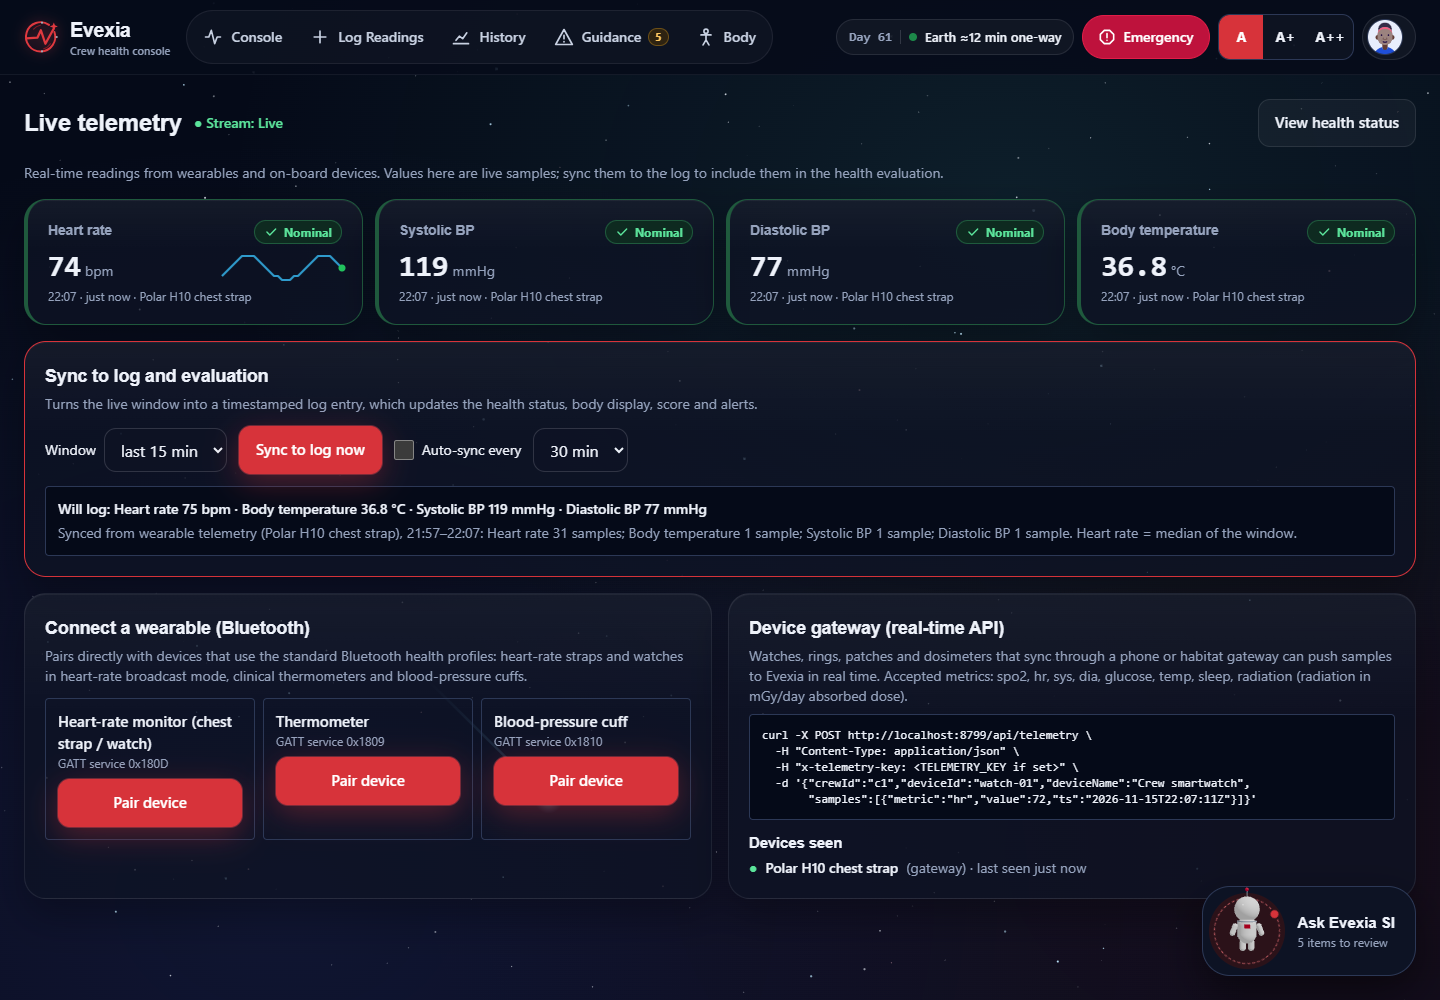 Evexia
Crew health console
Console
Log Readings
History
Guidance 5
Body
Day 61
Earth ≈12 min one-way
Emergency
A
A+
A++
Live telemetry
Stream: Live
View health status
Real-time readings from wearables and on-board devices. Values here are live samples; sync them to the log to include them in the health evaluation.
Heart rate
Nominal
74 bpm
22:07 · just now · Polar H10 chest strap
Systolic BP
Nominal
119 mmHg
22:07 · just now · Polar H10 chest strap
Diastolic BP
Nominal
77 mmHg
22:07 · just now · Polar H10 chest strap
Body temperature
Nominal
36.8 °C
22:07 · just now · Polar H10 chest strap
Sync to log and evaluation
Turns the live window into a timestamped log entry, which updates the health status, body display, score and alerts.
Window
last 15 min
Sync to log now
Auto-sync every
30 min
Will log: Heart rate 75 bpm · Body temperature 36.8 °C · Systolic BP 119 mmHg · Diastolic BP 77 mmHg
Synced from wearable telemetry (Polar H10 chest strap), 21:57–22:07: Heart rate 31 samples; Body temperature 1 sample; Systolic BP 1 sample; Diastolic BP 1 sample. Heart rate = median of the window.
Connect a wearable (Bluetooth)
Pairs directly with devices that use the standard Bluetooth health profiles: heart-rate straps and watches
in heart-rate broadcast mode, clinical thermometers and blood-pressure cuffs.
Heart-rate monitor (chest
strap / watch)
GATT service 0x180D
Pair device
Thermometer
GATT service 0x1809
Pair device
Blood-pressure cuff
GATT service 0x1810
Pair device
Device gateway (real-time API)
Watches, rings, patches and dosimeters that sync through a phone or habitat gateway can push samples
to Evexia in real time. Accepted metrics: spo2, hr, sys, dia, glucose, temp, sleep, radiation (radiation in
mGy/day absorbed dose).
curl -X POST http://localhost:8799/api/telemetry \
-H "Content-Type: application/json" \
-H "x-telemetry-key: <TELEMETRY_KEY if set>" \
-d '{"crewId":"c1","deviceId":"watch-01","deviceName":"Crew smartwatch",
"samples":[{"metric":"hr","value":72,"ts":"2026-11-15T22:07:11Z"}]}'
Devices seen
Polar H10 chest strap (gateway) · last seen just now
Ask Evexia SI
5 items to review